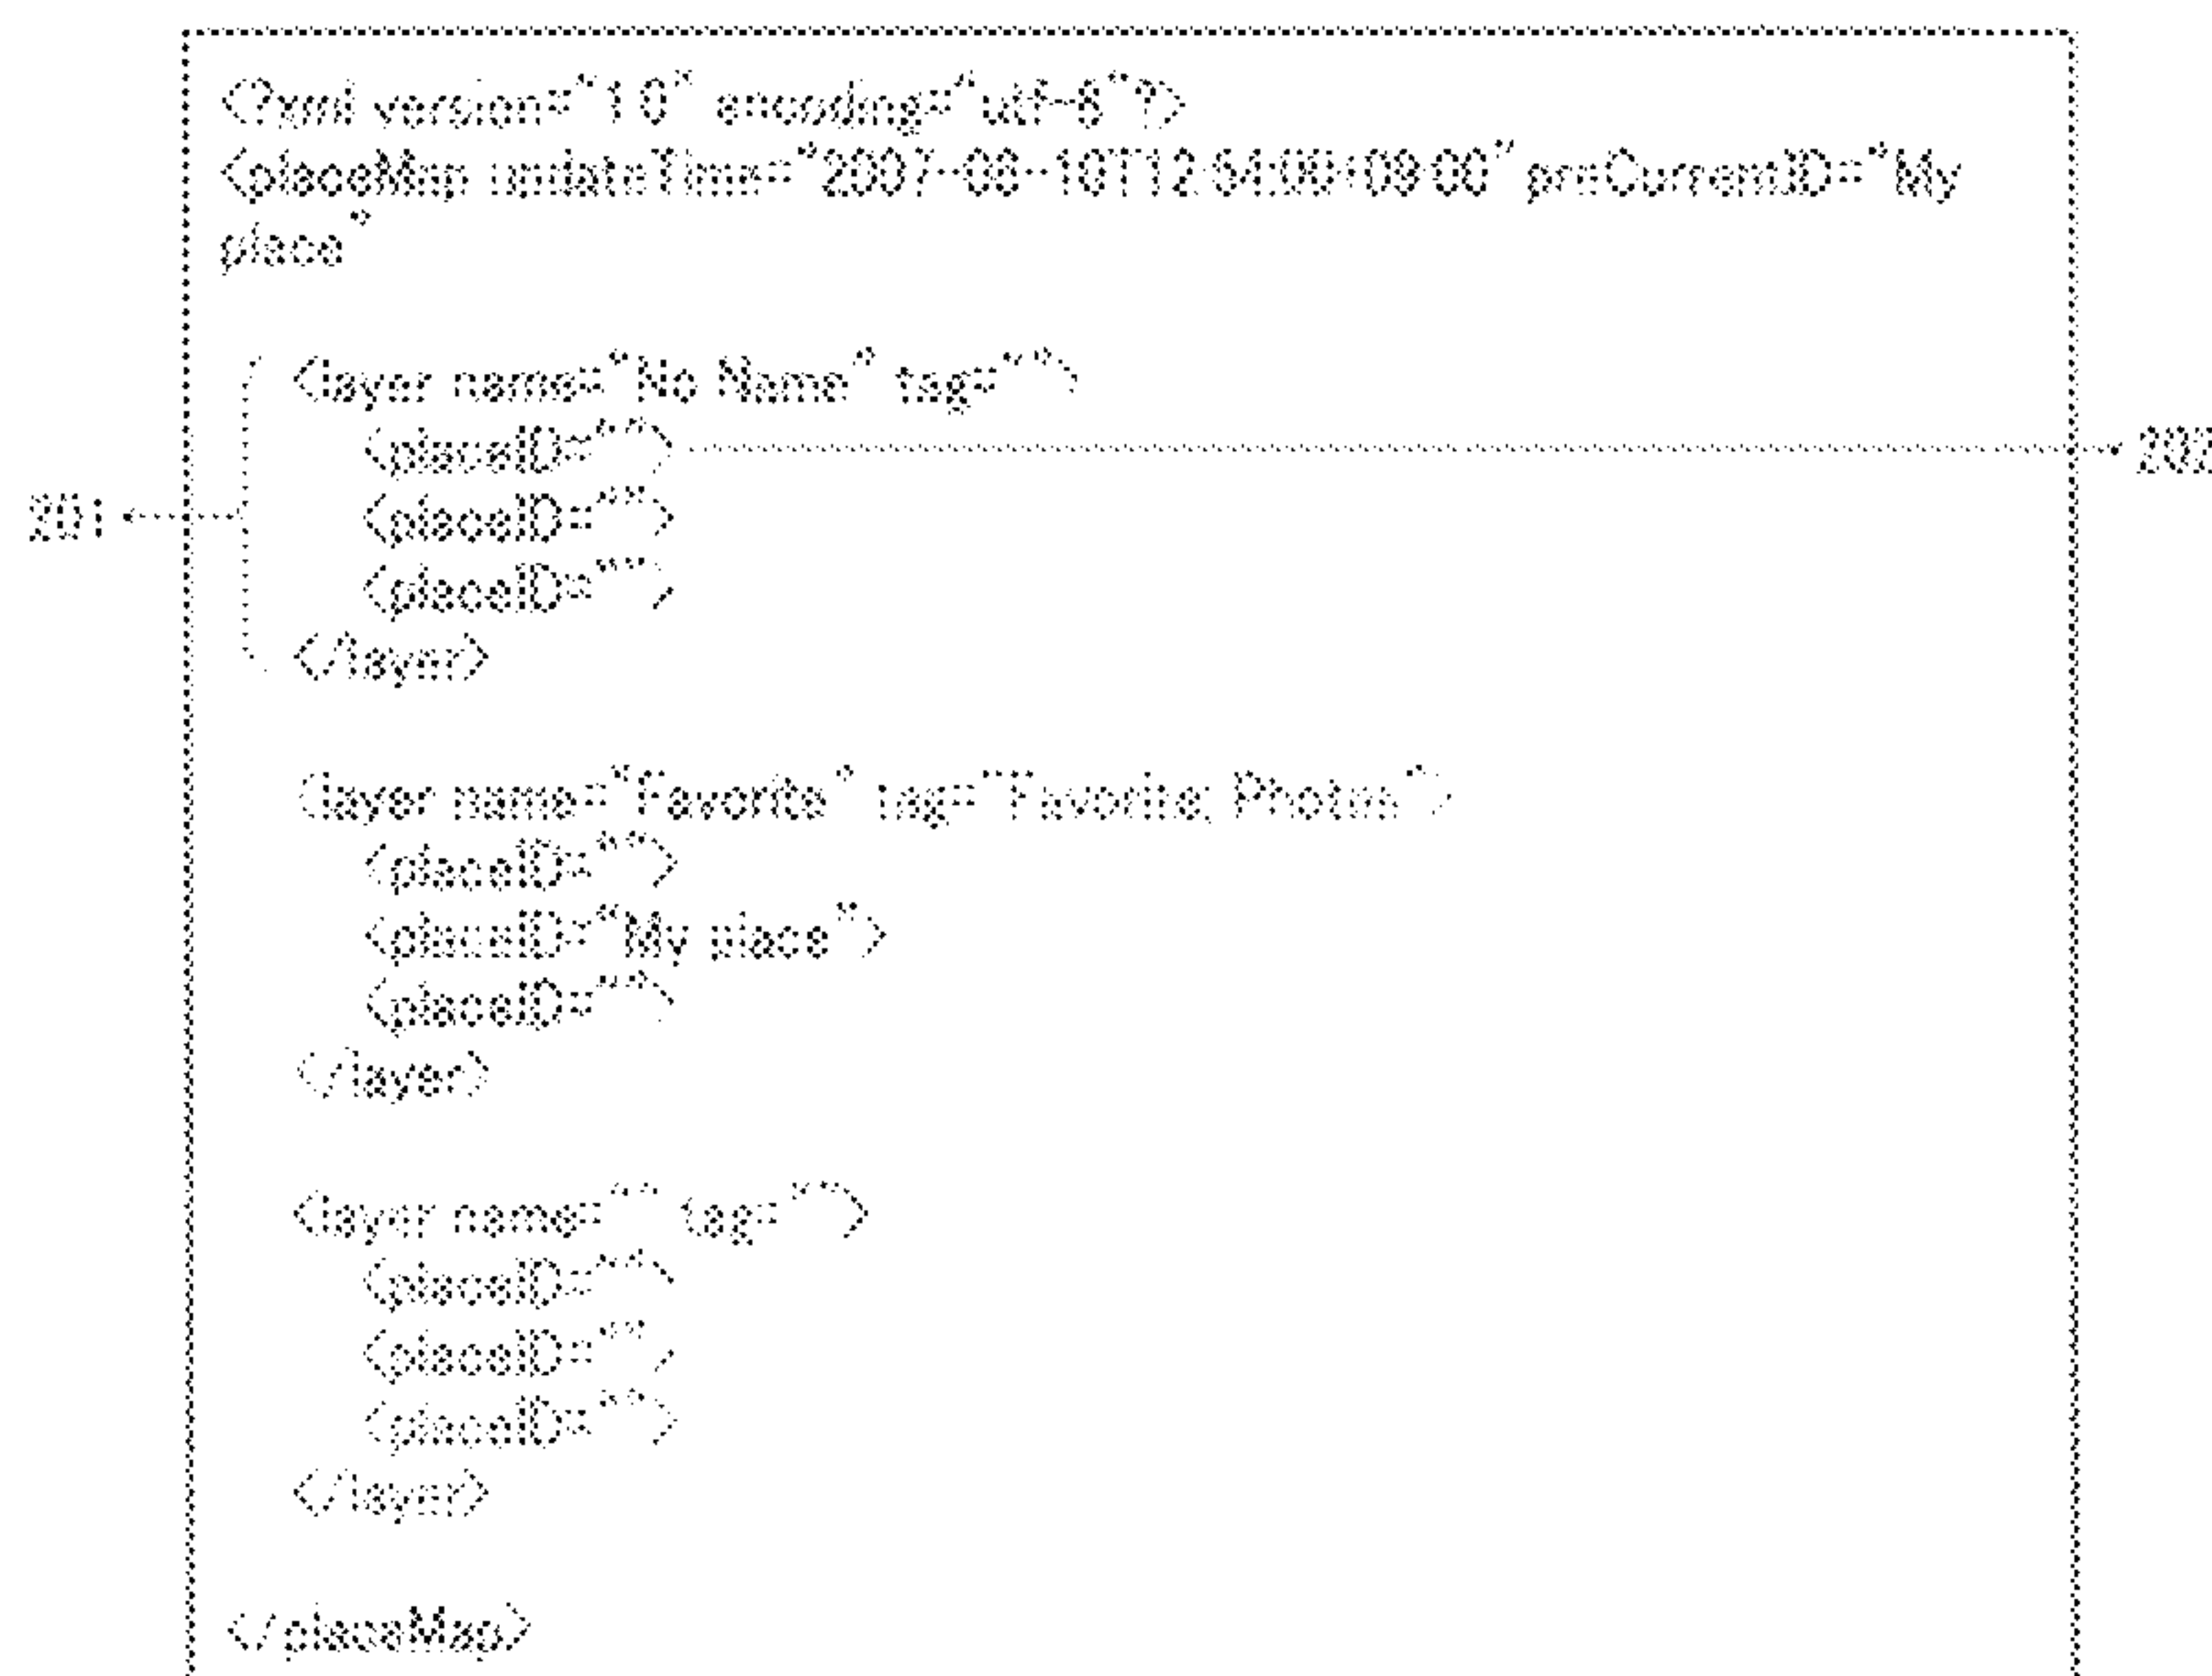 <?xml version="1.0" encoding="utf-8"?>
<placeMap updateTime="2007-08-10T12:51:09+09:00" preCurrentID="My
place"
<layer name="No Name" tag="">
<placeID="">
202
<placeID="">
201
<placeID="">
</layer>
<layer name="Favorite" tag="Favorite, Photos">
<placeID="">
<placeID="My place">
<placeID="">
</layer>
<layer name="" tag="">
<placeID="">
<placeID="">
<placeID="">
</layer>
</placeMap>